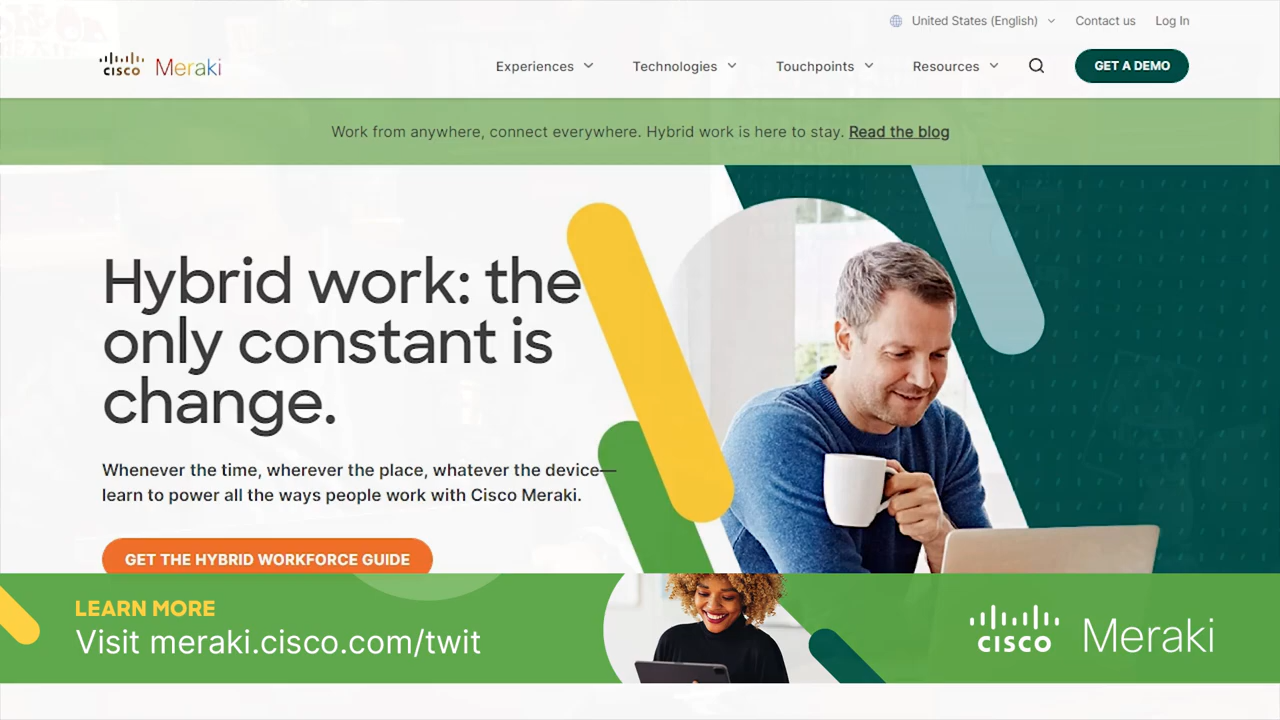 United States (English) Contact us Log In
CISCO Meraki Experiences Technologies Touchpoints Resources GET A DEMO
Work from anywhere, connect everywhere. Hybrid work is here to stay. Read the blog
Hybrid work: the
only constant is
change.
Whenever the time, wherever the place, whatever the device—
learn to power all the ways people work with Cisco Meraki.
GET THE HYBRID WORKFORCE GUIDE
LEARN MORE
Visit meraki.cisco.com/twit
CISCO Meraki